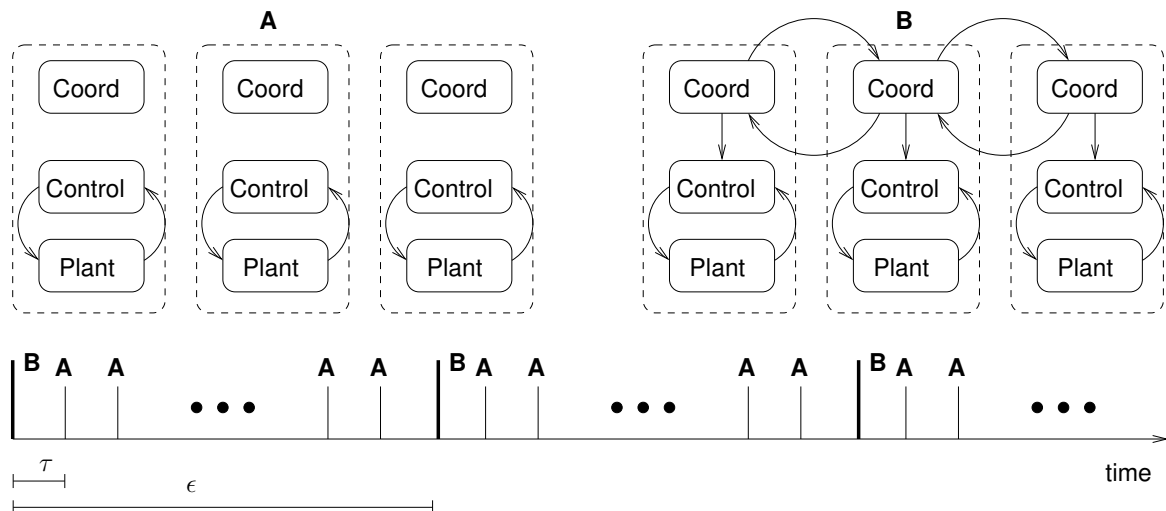 A B
Coord Coord Coord Coord Coord Coord
Control Control Control Control Control Control
Plant Plant Plant Plant Plant Plant
B A A A A B A A A A B A A
τ
time
ϵ